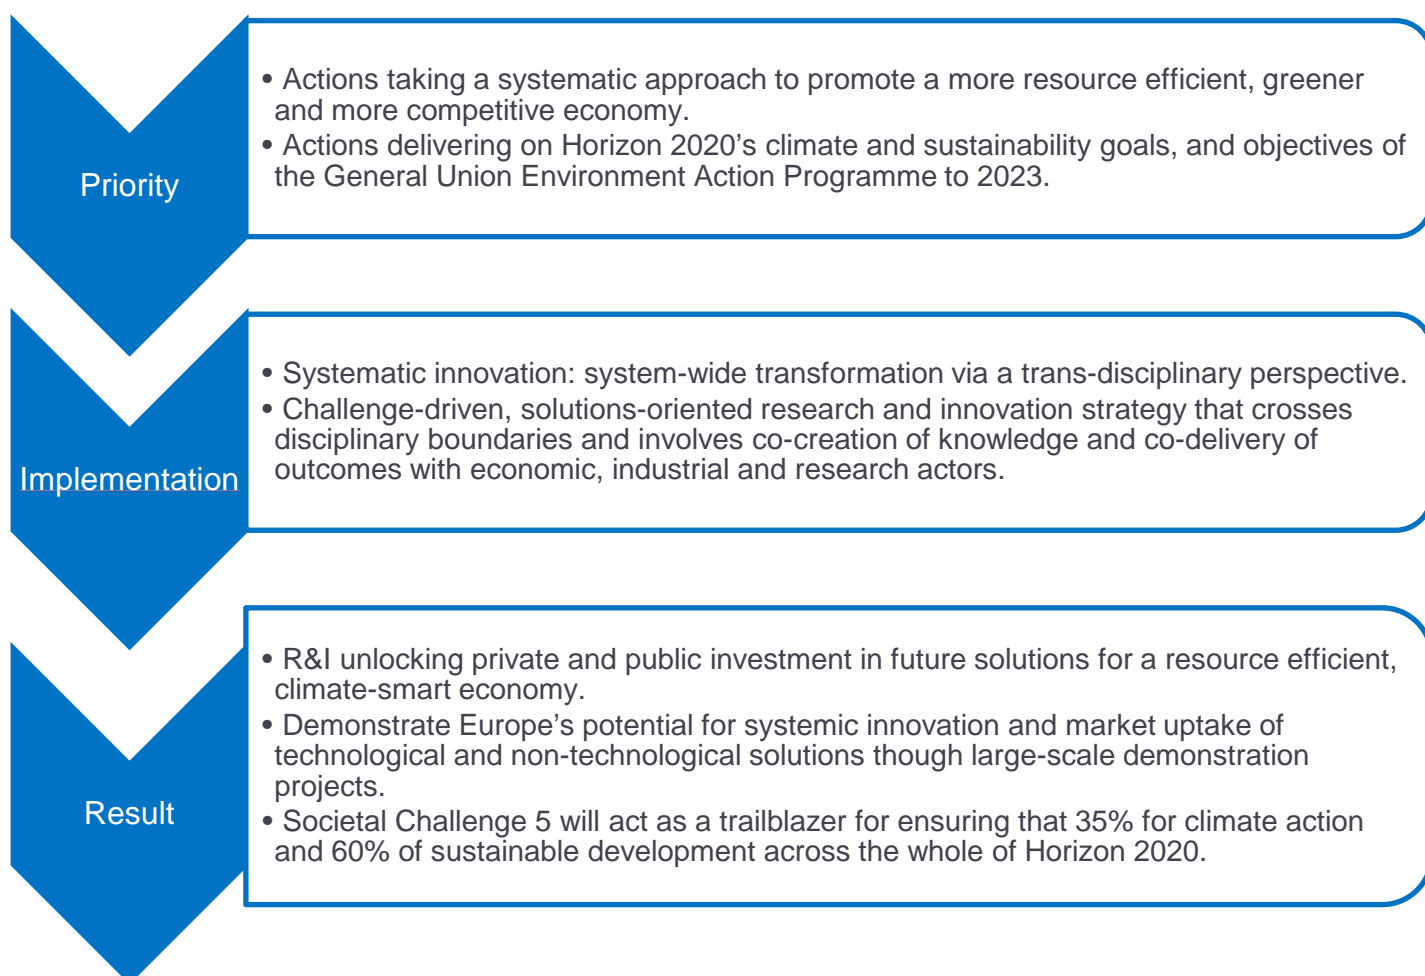 Priority
• Actions taking a systematic approach to promote a more resource efficient, greener
and more competitive economy.
• Actions delivering on Horizon 2020’s climate and sustainability goals, and objectives of
the General Union Environment Action Programme to 2023.
Implementation
• Systematic innovation: system-wide transformation via a trans-disciplinary perspective.
• Challenge-driven, solutions-oriented research and innovation strategy that crosses
disciplinary boundaries and involves co-creation of knowledge and co-delivery of
outcomes with economic, industrial and research actors.
Result
• R&I unlocking private and public investment in future solutions for a resource efficient,
climate-smart economy.
• Demonstrate Europe’s potential for systemic innovation and market uptake of
technological and non-technological solutions though large-scale demonstration
projects.
• Societal Challenge 5 will act as a trailblazer for ensuring that 35% for climate action
and 60% of sustainable development across the whole of Horizon 2020.